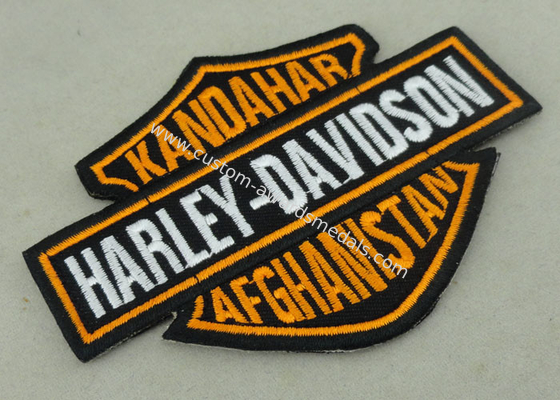 KANDAHAR
HARLEY-DAVIDSON
AFGHANISTAN
www.custom-awardsmedals.com